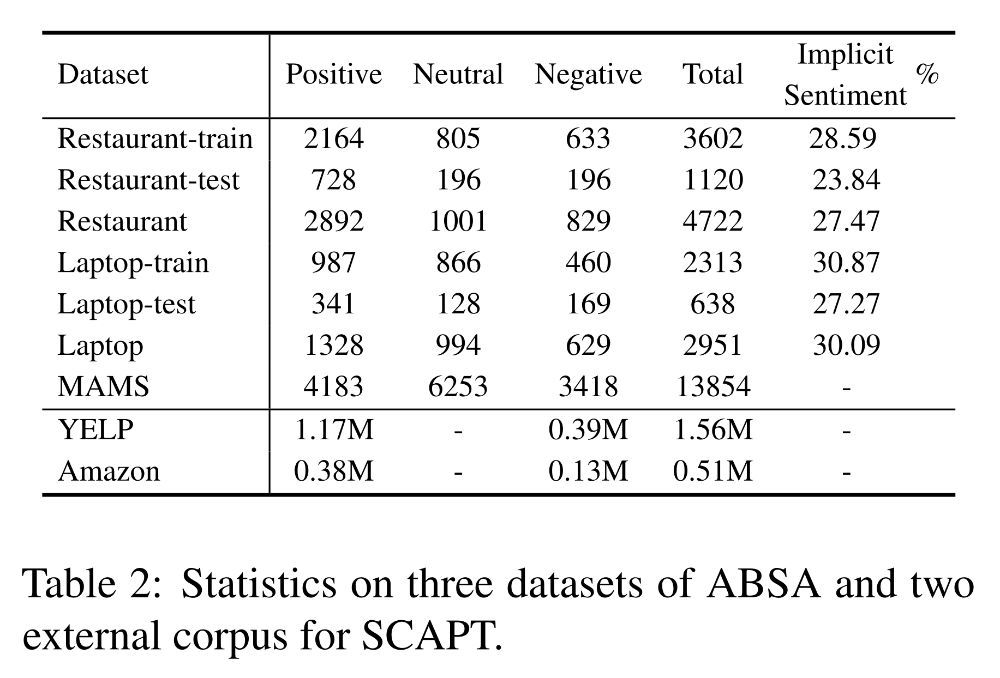 Dataset Positive Neutral Negative Total Implicit Sentiment %
Restaurant-train 2164 805 633 3602 28.59
Restaurant-test 728 196 196 1120 23.84
Restaurant 2892 1001 829 4722 27.47
Laptop-train 987 866 460 2313 30.87
Laptop-test 341 128 169 638 27.27
Laptop 1328 994 629 2951 30.09
MAMS 4183 6253 3418 13854 -
YELP 1.17M - 0.39M 1.56M -
Amazon 0.38M - 0.13M 0.51M -
Table 2: Statistics on three datasets of ABSA and two
external corpus for SCAPT.